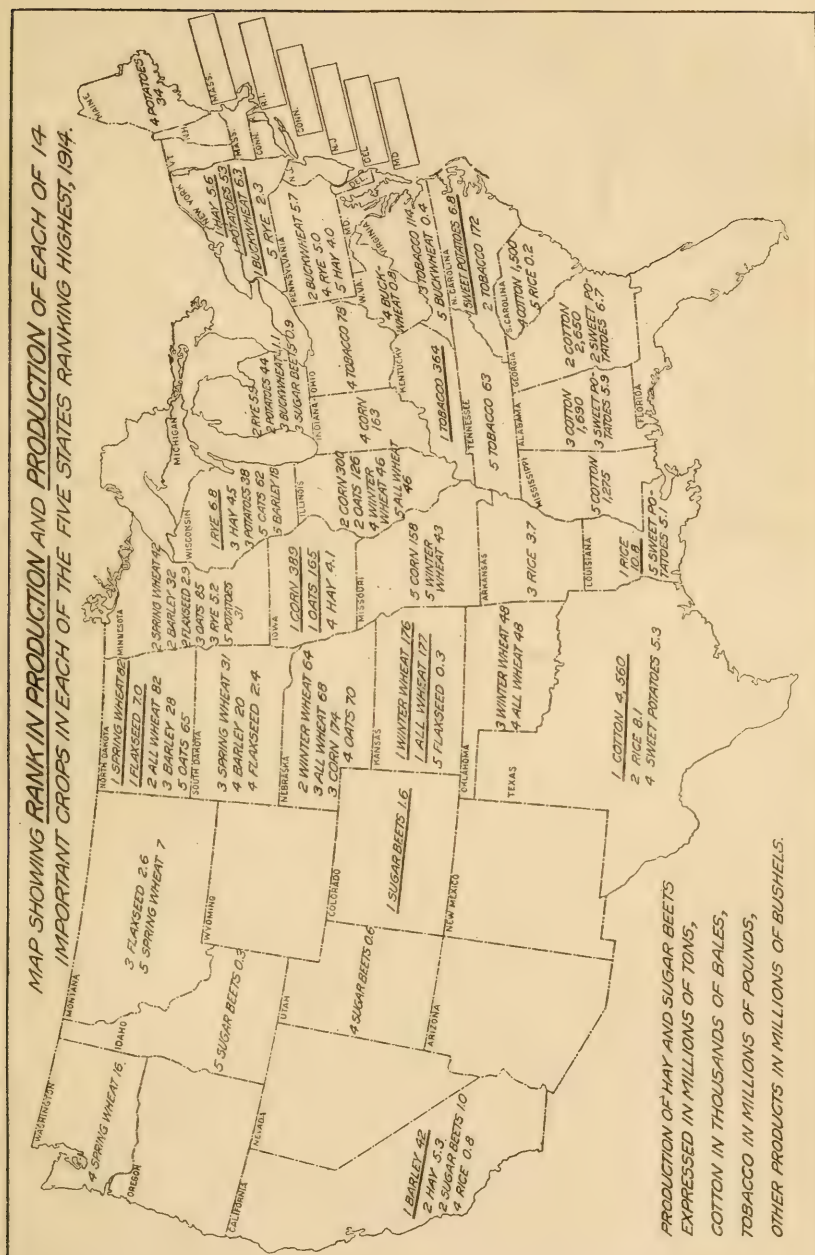 MAP SHOWING RANK IN PRODUCTION AND PRODUCTION OF EACH OF 14
IMPORTANT CROPS IN EACH OF THE FIVE STATES RANKING HIGHEST, 1914.
WASHINGTON
4 SPRING WHEAT 16
OREGON
CALIFORNIA
1 BARLEY 42
2 HAY 5.3
2 SUGAR BEETS 1.0
4 RICE 0.8
NEVADA
IDAHO
5 SUGAR BEETS 0.3
MONTANA
3 FLAXSEED 2.6
5 SPRING WHEAT 7
WYOMING
UTAH
4 SUGAR BEETS 0.6
ARIZONA
COLORADO
1 SUGAR BEETS 1.6
NEW MEXICO
NORTH DAKOTA
1 SPRING WHEAT 82
1 FLAXSEED 7.0
2 ALL WHEAT 82
3 BARLEY 28
5 OATS 65
SOUTH DAKOTA
3 SPRING WHEAT 31
4 BARLEY 20
4 FLAXSEED 2.4
NEBRASKA
2 WINTER WHEAT 64
3 ALL WHEAT 68
3 CORN 174
4 OATS 70
KANSAS
1 WINTER WHEAT 176
1 ALL WHEAT 177
5 FLAXSEED 0.3
OKLAHOMA
3 WINTER WHEAT 48
4 ALL WHEAT 48
TEXAS
1 COTTON 4,560
2 RICE 8.1
4 SWEET POTATOES 5.3
MINNESOTA
2 SPRING WHEAT 42
2 BARLEY 32
2 FLAXSEED 2.9
3 OATS 85
3 RYE 5.2
5 POTATOES
31
IOWA
1 CORN 389
1 OATS 165
4 HAY 4.1
MISSOURI
5 CORN 158
5 WINTER
WHEAT 43
ARKANSAS
3 RICE 3.7
LOUISIANA
1 RICE
10.8
5 SWEET PO-
TATOES 5.1
WISCONSIN
1 RYE 6.8
3 HAY 4.5
3 POTATOES 38
5 OATS 62
5 BARLEY 18
ILLINOIS
2 CORN 300
2 OATS 126
4 WINTER
WHEAT 46
5 ALL WHEAT
46
MICHIGAN
2 RYE 5.9
2 POTATOES 44
3 BUCKWHEAT 1.1
3 SUGAR BEETS 0.9
INDIANA
4 CORN
163
OHIO
4 TOBACCO 78
KENTUCKY
1 TOBACCO 364
TENNESSEE
5 TOBACCO 63
MISSISSIPPI
5 COTTON
1,275
ALABAMA
3 COTTON
1,690
3 SWEET PO-
TATOES 5.9
GEORGIA
2 COTTON
2,650
2 SWEET PO-
TATOES 6.7
FLORIDA
S. CAROLINA
4 COTTON 1,500
5 RICE 0.2
N. CAROLINA
1 SWEET POTATOES 6.8
2 TOBACCO 172
VIRGINIA
3 TOBACCO 114
5 BUCKWHEAT 0.4
W. VA.
4 BUCK-
WHEAT 0.8
PENNSYLVANIA
2 BUCKWHEAT 5.7
4 RYE 5.0
5 HAY 4.0
MD.
DEL.
N.J.
NEW YORK
1 HAY 5.6
1 POTATOES 53
1 BUCKWHEAT 6.3
5 RYE 2.3
VT.
N.H.
MASS.
CONN.
R.I.
MAINE
4 POTATOES
34
MASS.
R.I.
CONN.
N.J.
DEL
MD
PRODUCTION OF HAY AND SUGAR BEETS
EXPRESSED IN MILLIONS OF TONS,
COTTON IN THOUSANDS OF BALES,
TOBACCO IN MILLIONS OF POUNDS,
OTHER PRODUCTS IN MILLIONS OF BUSHELS.